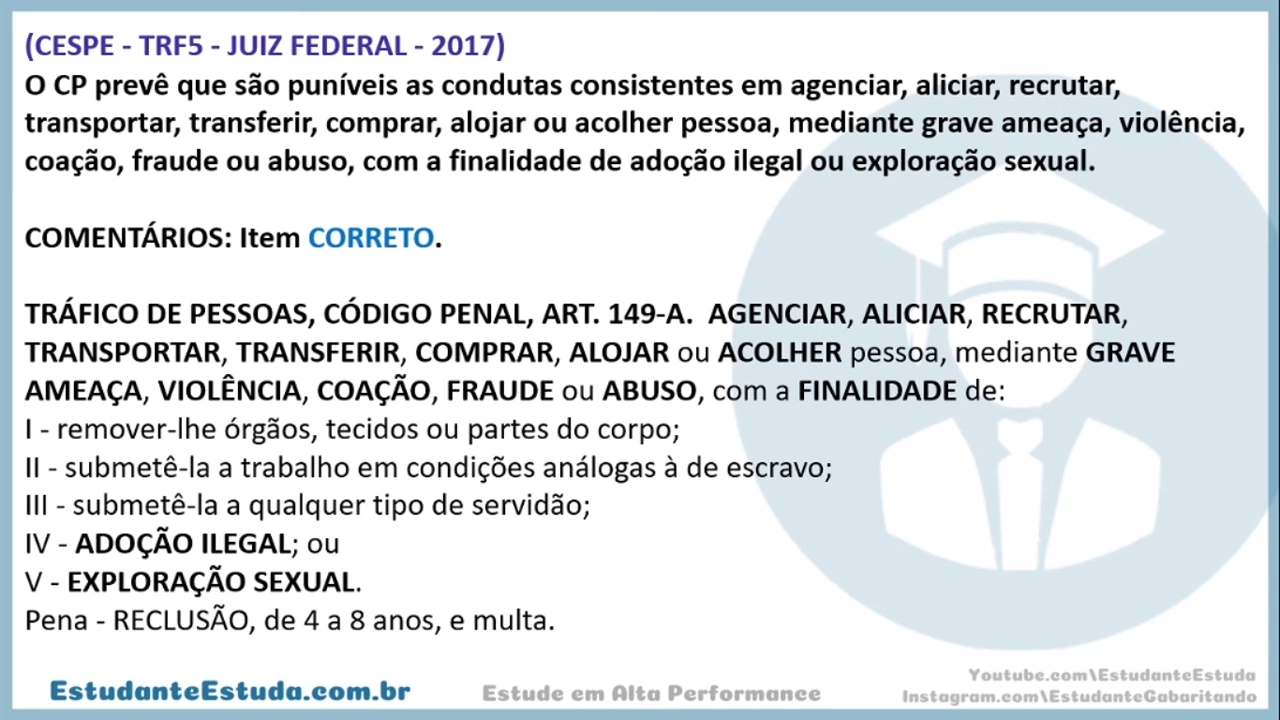 (CESPE - TRF5 - JUIZ FEDERAL - 2017)
O CP prevê que são puníveis as condutas consistentes em agenciar, aliciar, recrutar,
transportar, transferir, comprar, alojar ou acolher pessoa, mediante grave ameaça, violência,
coação, fraude ou abuso, com a finalidade de adoção ilegal ou exploração sexual.
COMENTÁRIOS: Item CORRETO.
TRÁFICO DE PESSOAS, CÓDIGO PENAL, ART. 149-A. AGENCIAR, ALICIAR, RECRUTAR,
TRANSPORTAR, TRANSFERIR, COMPRAR, ALOJAR ou ACOLHER pessoa, mediante GRAVE
AMEAÇA, VIOLÊNCIA, COAÇÃO, FRAUDE ou ABUSO, com a FINALIDADE de:
I - remover-lhe órgãos, tecidos ou partes do corpo;
II - submetê-la a trabalho em condições análogas à de escravo;
III - submetê-la a qualquer tipo de servidão;
IV - ADOÇÃO ILEGAL; ou
V - EXPLORAÇÃO SEXUAL.
Pena - RECLUSÃO, de 4 a 8 anos, e multa.
EstudanteEstuda.com.br
Estude em Alta Performance
Youtube.com\EstudanteEstuda
Instagram.com\EstudanteGabaritando